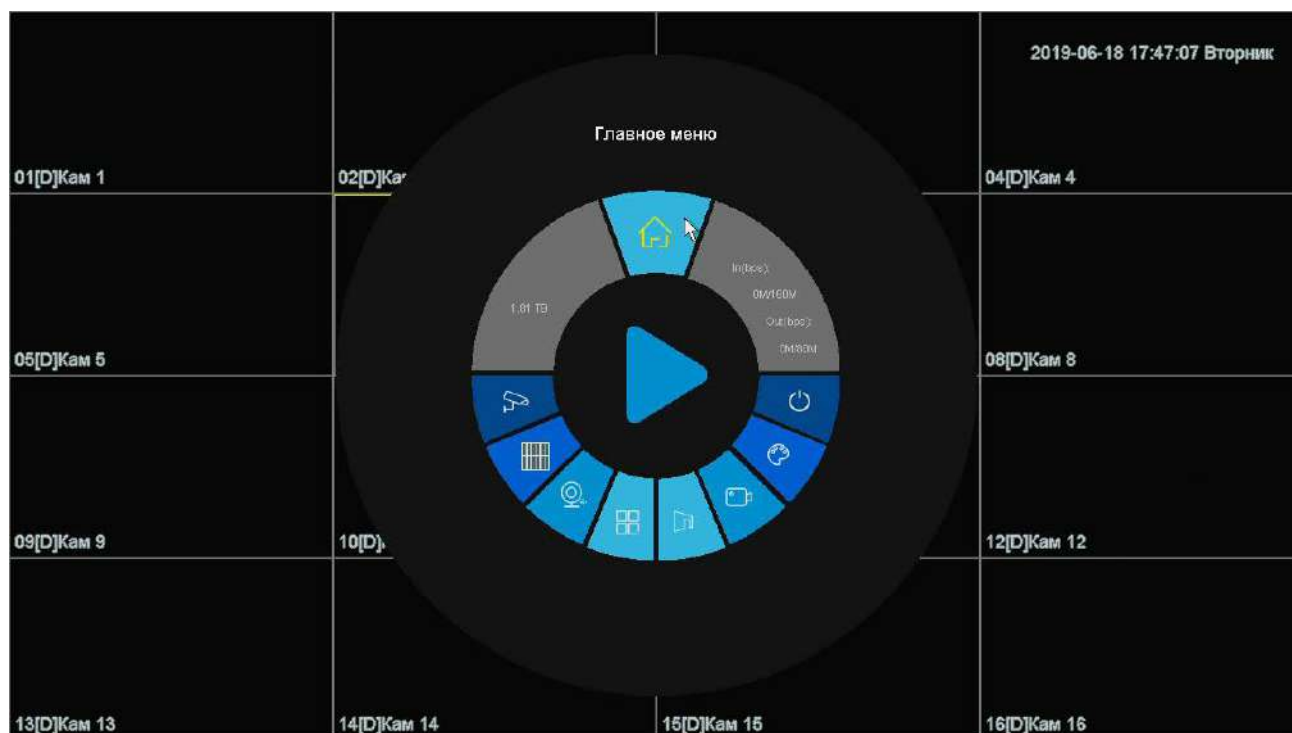 2019-06-18 17:47:07 Вторник
Главное меню
01[D]Кам 1
02[D]
04[D]Кам 4
In(bps):
0M/160M
1.81 TB
Out(bps):
0M/80M
05[D]Кам 5
08[D]Кам 8
09[D]Кам 9
10[D]
12[D]Кам 12
13[D]Кам 13
14[D]Кам 14
15[D]Кам 15
16[D]Кам 16